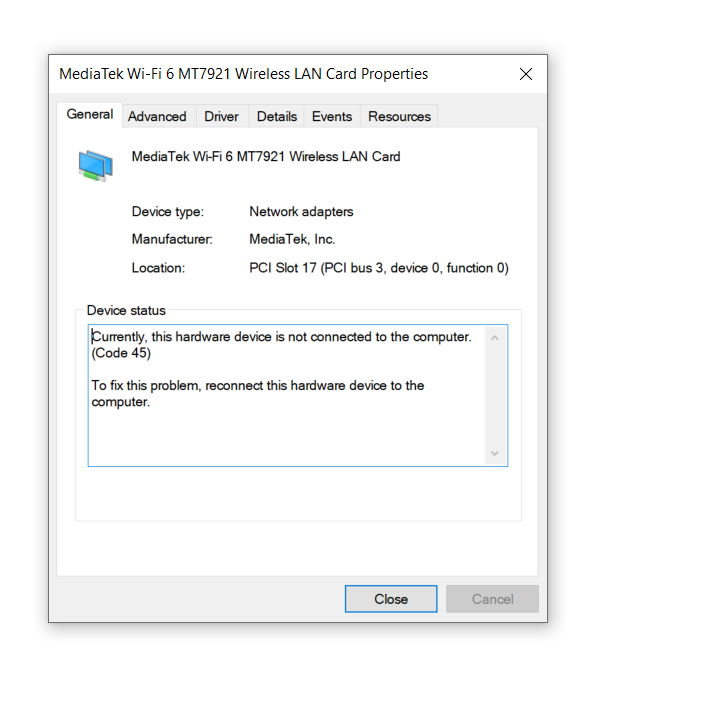 MediaTek Wi-Fi 6 MT7921 Wireless LAN Card Properties
General Advanced Driver Details Events Resources
MediaTek Wi-Fi 6 MT7921 Wireless LAN Card
Device type: Network adapters
Manufacturer: MediaTek, Inc.
Location: PCI Slot 17 (PCI bus 3, device 0, function 0)
Device status
Currently, this hardware device is not connected to the computer.
(Code 45)
To fix this problem, reconnect this hardware device to the
computer.
Close Cancel